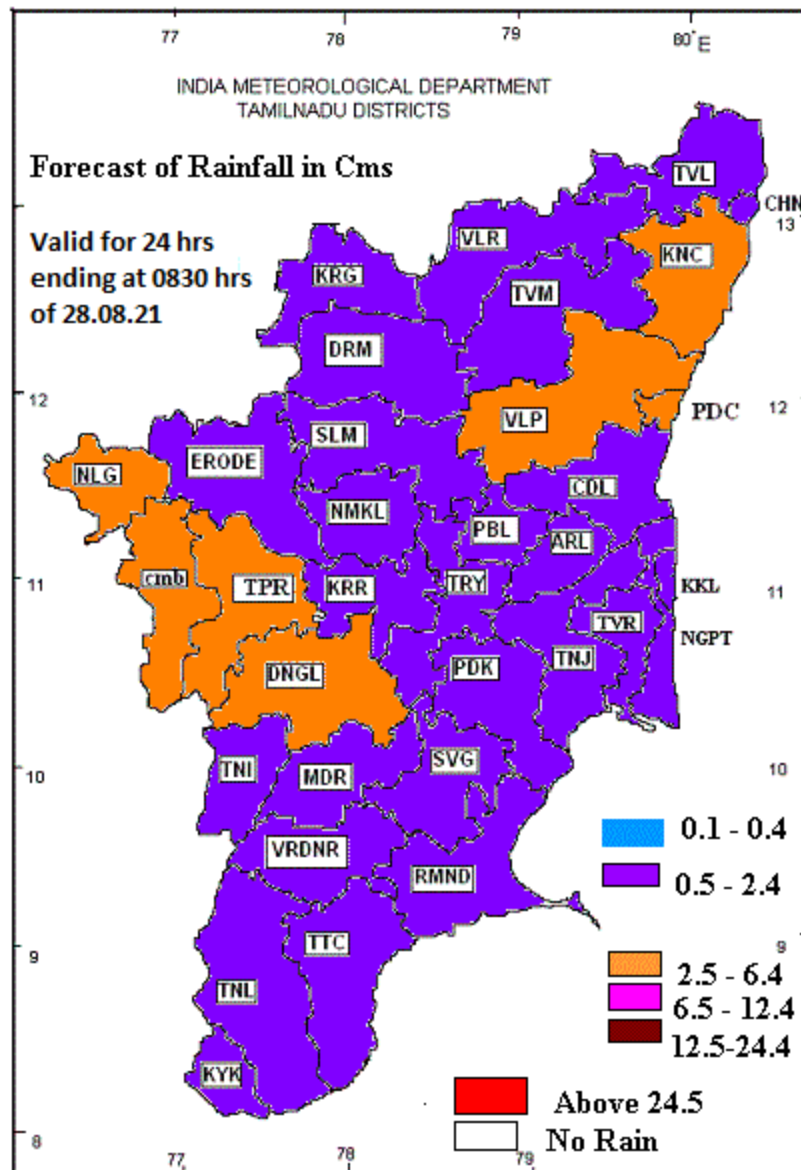 77 78 79 80°E
INDIA METEOROLOGICAL DEPARTMENT
TAMILNADU DISTRICTS
Forecast of Rainfall in Cms
Valid for 24 hrs
ending at 0830 hrs
of 28.08.21
TVL
CHN
13
VLR
KNC
KRG
TVM
DRM
12
12
PDC
VLP
SLM
ERODE
NLG
CDL
NMKL
PBL
ARL
11
cmb
TPR
KRR
TRY
KKL
11
TVR
NGPT
DNGL
PDK
TNJ
10
TNI
MDR
SVG
10
0.1 - 0.4
VRDNR
RMND
0.5 - 2.4
9
TTC
9
TNL
2.5 - 6.4
6.5 - 12.4
12.5-24.4
KYK
Above 24.5
8
No Rain
77 78 79